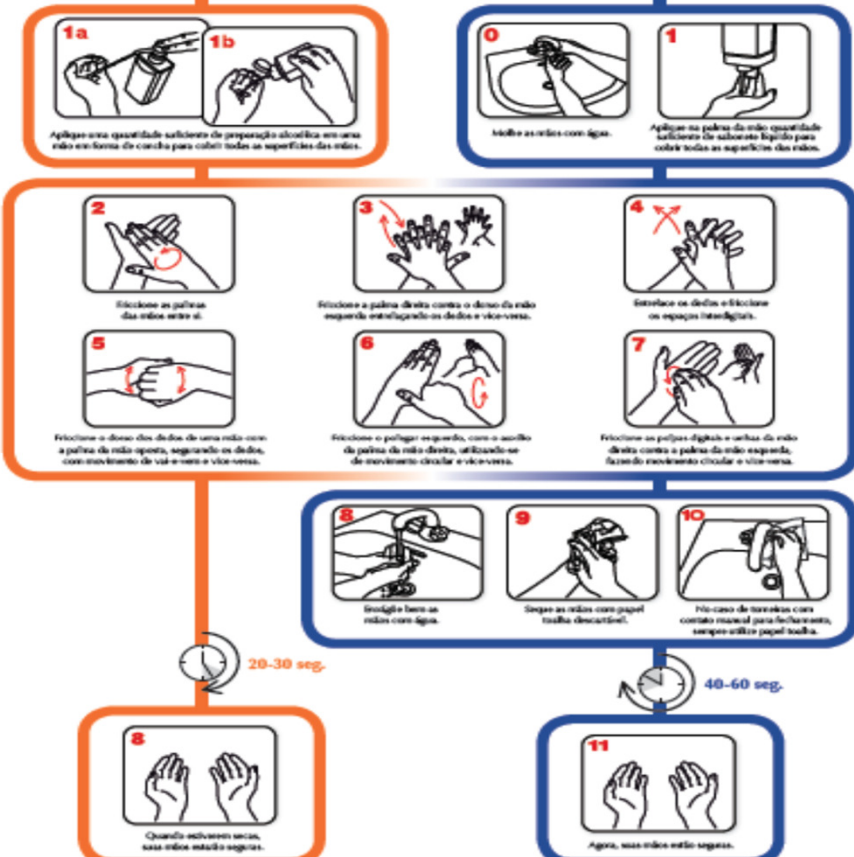 1a
1b
Aplique uma quantidade suficiente de preparação alcoólica em uma
mão em forma de concha para cobrir todas as superfícies das mãos.
0
1
Molhe as mãos com água.
Aplique na palma da mão quantidade
suficiente de sabonete líquido para
cobrir todas as superfícies das mãos.
2
3
4
Friccione as palmas
das mãos entre si.
Friccione a palma direita contra o dorso da mão
esquerda entrelaçando os dedos e vice-versa.
Entrelace os dedos e friccione
os espaços interdigitais.
5
6
7
Friccione o dorso dos dedos de uma mão com
a palma da mão oposta, segurando os dedos,
com movimento de vai-e-vem e vice-versa.
Friccione o polegar esquerdo, com o auxílio
da palma da mão direita, utilizando-se
de movimento circular e vice-versa.
Friccione as polpas digitais e unhas da mão
direita contra a palma da mão esquerda,
fazendo movimento circular e vice-versa.
8
9
10
Enxágüe bem as
mãos com água.
Seque as mãos com papel
toalha descartável.
No caso de torneiras com
contato manual para fechamento,
sempre utilize papel toalha.
20-30 seg.
40-60 seg.
8
Quando estiverem secas,
suas mãos estarão seguras.
11
Agora, suas mãos estão seguras.